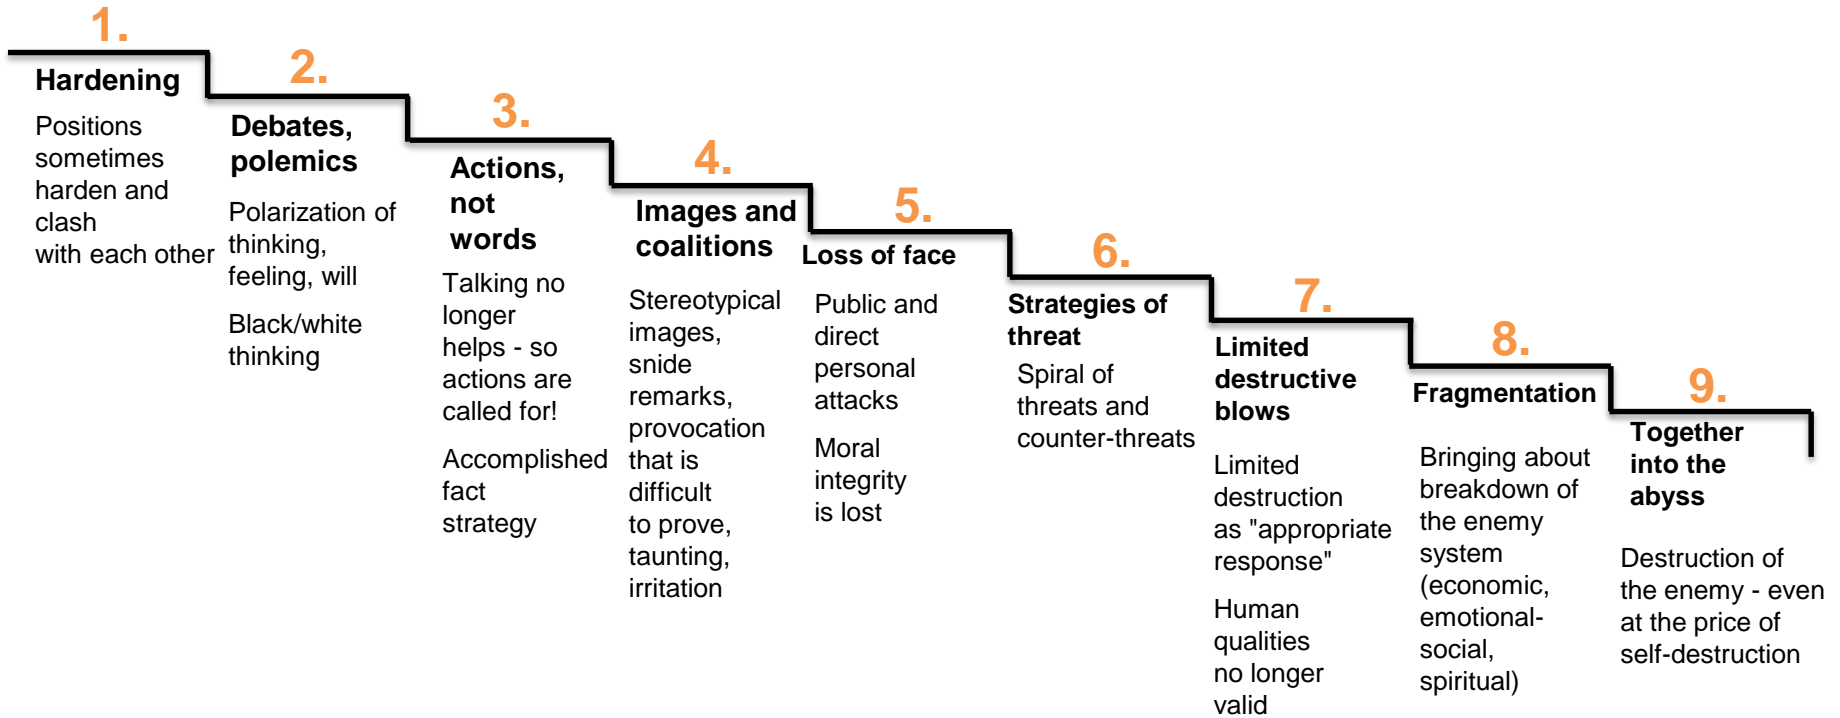 1.
Hardening
Positions
sometimes
harden and
clash
with each other
2.
Debates,
polemics
Polarization of
thinking,
feeling, will
Black/white
thinking
3.
Actions,
not
words
Talking no
longer
helps - so
actions are
called for!
Accomplished
fact
strategy
4.
Images and
coalitions
Stereotypical
images,
snide
remarks,
provocation
that is
difficult
to prove,
taunting,
irritation
5.
Loss of face
Public and
direct
personal
attacks
Moral
integrity
is lost
6.
Strategies of
threat
Spiral of
threats and
counter-threats
7.
Limited
destructive
blows
Limited
destruction
as "appropriate
response"
Human
qualities
no longer
valid
8.
Fragmentation
Bringing about
breakdown of
the enemy
system
(economic,
emotional-
social,
spiritual)
9.
Together
into the
abyss
Destruction of
the enemy - even
at the price of
self-destruction